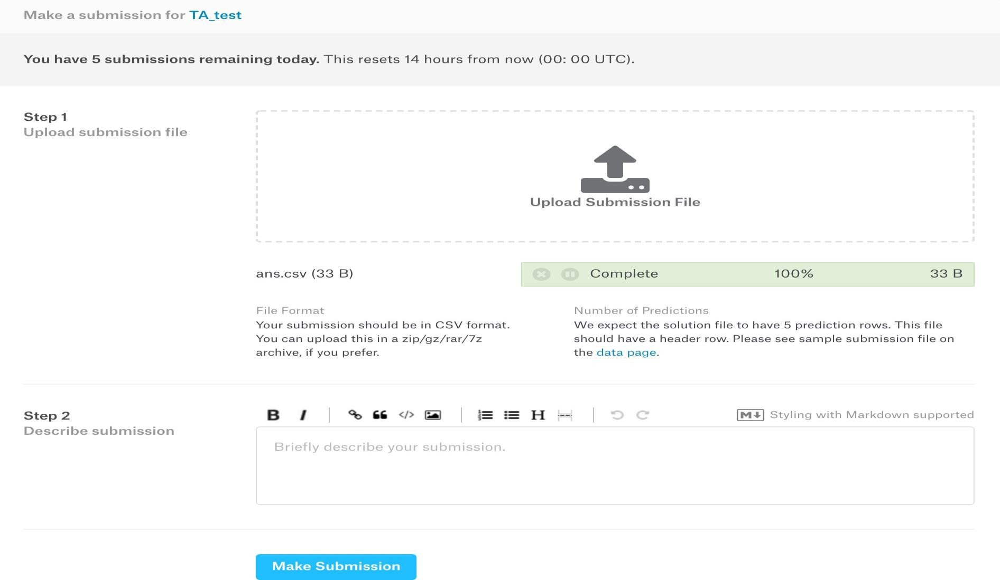 Make a submission for TA_test
You have 5 submissions remaining today. This resets 14 hours from now (00: 00 UTC).
Step 1
Upload submission file
Upload Submission File
ans.csv (33 B)
Complete 100% 33 B
File Format
Your submission should be in CSV format.
You can upload this in a zip/gz/rar/7z
archive, if you prefer.
Number of Predictions
We expect the solution file to have 5 prediction rows. This file
should have a header row. Please see sample submission file on
the data page.
Step 2
Describe submission
B I </> H M Styling with Markdown supported
Briefly describe your submission.
Make Submission